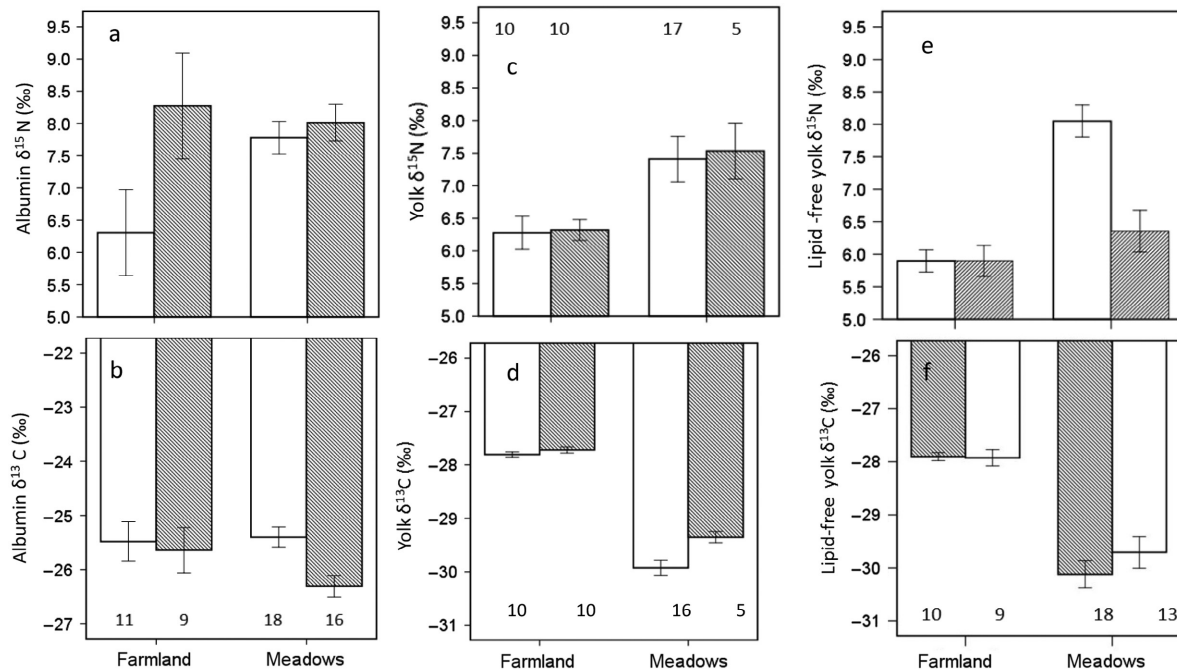 a
Albumin δ¹⁵ N (‰)
9.5
9.0
8.5
8.0
7.5
7.0
6.5
6.0
5.5
5.0
10 10 17 5
c
Yolk δ¹⁵N (‰)
9.5
9.0
8.5
8.0
7.5
7.0
6.5
6.0
5.5
5.0
e
Lipid -free yolk δ¹⁵N (‰)
9.5
9.0
8.5
8.0
7.5
7.0
6.5
6.0
5.5
5.0
b
Albumin δ¹³ C (‰)
–22
–23
–24
–25
–26
–27
11 9 18 16
Farmland Meadows
d
Yolk δ¹³C (‰)
–26
–27
–28
–29
–30
–31
10 10 16 5
Farmland Meadows
f
Lipid-free yolk δ¹³C (‰)
–26
–27
–28
–29
–30
–31
10 9 18 13
Farmland Meadows